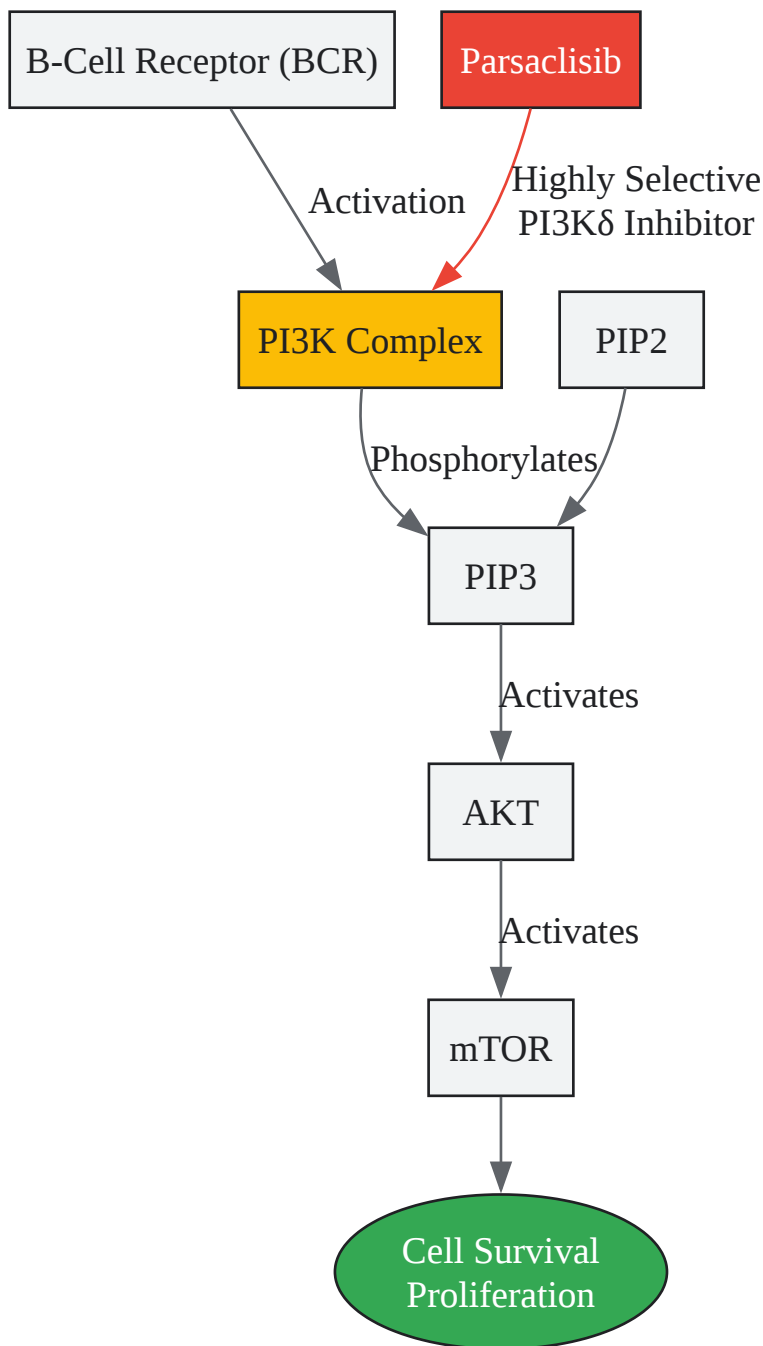 B-Cell Receptor (BCR)
Parsaclisib
Activation
Highly Selective
PI3Kδ Inhibitor
PI3K Complex
PIP2
Phosphorylates
PIP3
Activates
AKT
Activates
mTOR
Cell Survival
Proliferation